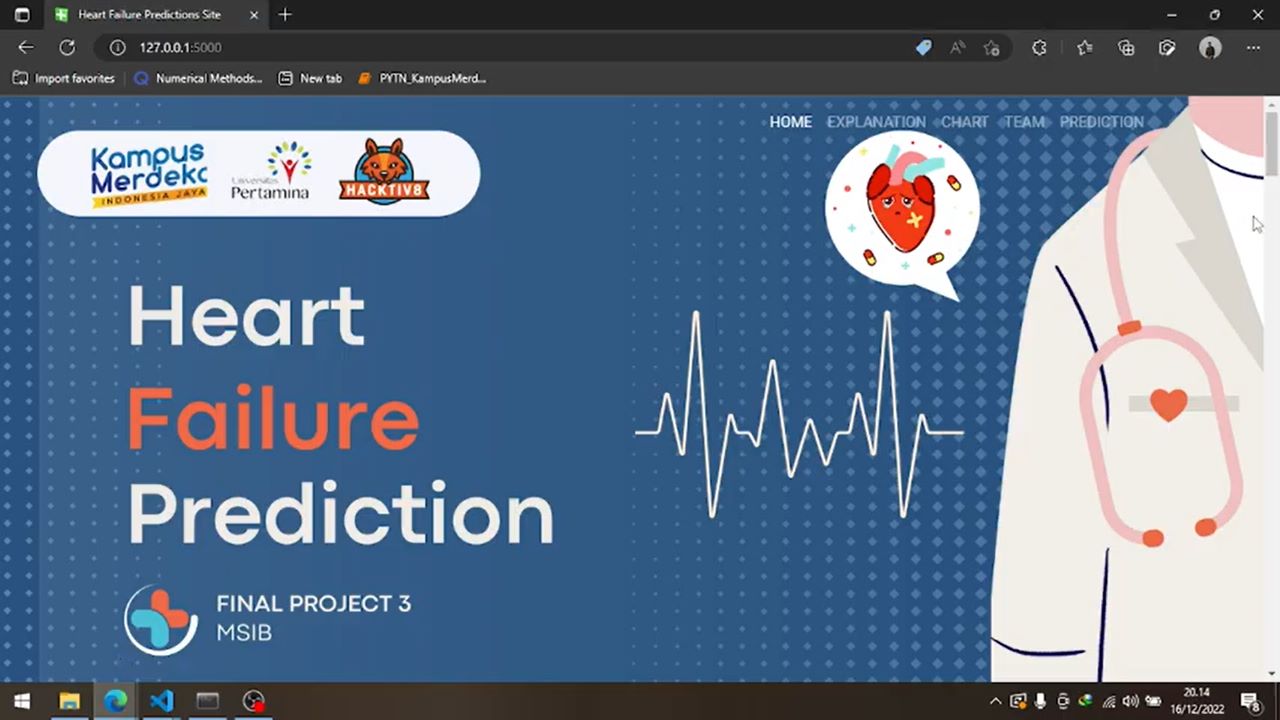 Heart Failure Predictions Site
127.0.0.1:5000
Import favorites
Numerical Methods...
New tab
PYTN_KampusMerd...
HOME EXPLANATION CHART TEAM PREDICTION
Kampus
Merdeka
INDONESIA JAYA
Universitas
Pertamina
HACKTIV8
Heart
Failure
Prediction
FINAL PROJECT 3
MSIB
20.14
16/12/2022
8